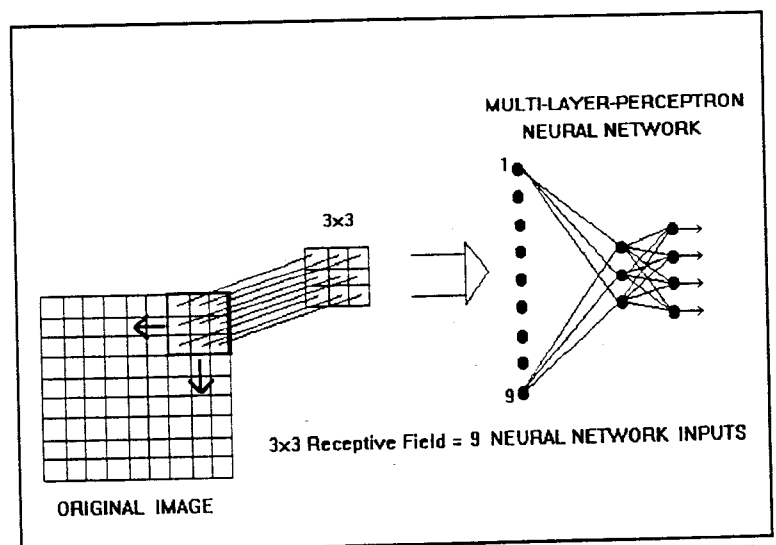 MULTI-LAYER-PERCEPTRON
NEURAL NETWORK
1
3x3
9
3x3 Receptive Field = 9 NEURAL NETWORK INPUTS
ORIGINAL IMAGE